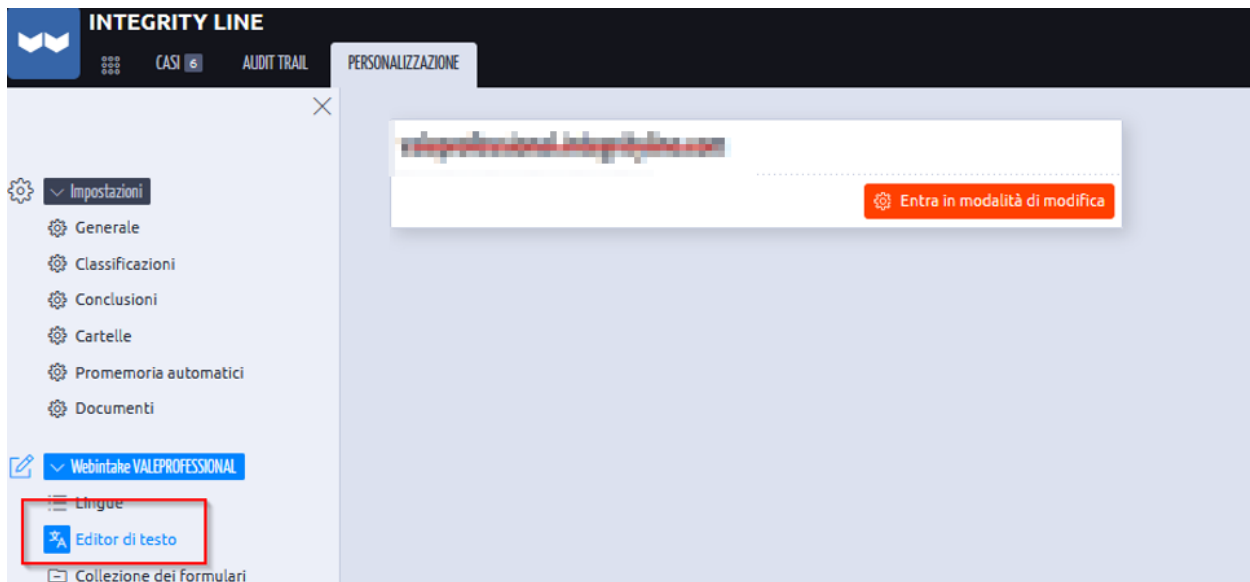 INTEGRITY LINE
CASI 6 AUDIT TRAIL PERSONALIZZAZIONE
Impostazioni
Entra in modalità di modifica
Generale
Classificazioni
Conclusioni
Cartelle
Promemoria automatici
Documenti
Webintake VALEPROFESSIONAL
Lingue
Editor di testo
Collezione dei formulari